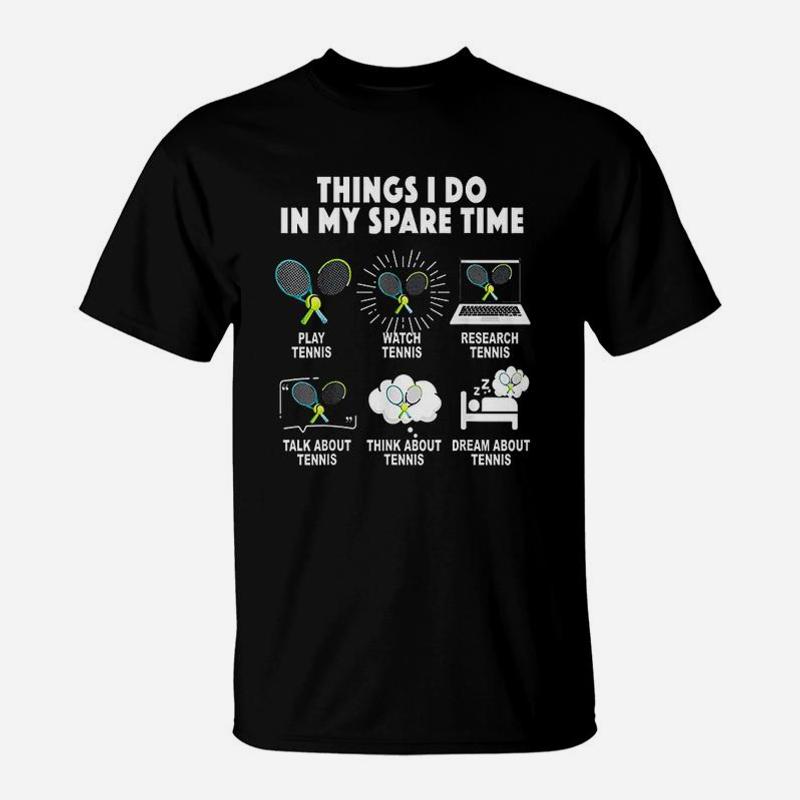 THINGS I DO
IN MY SPARE TIME
PLAY
TENNIS
WATCH
TENNIS
RESEARCH
TENNIS
TALK ABOUT
TENNIS
THINK ABOUT
TENNIS
zzz
DREAM ABOUT
TENNIS